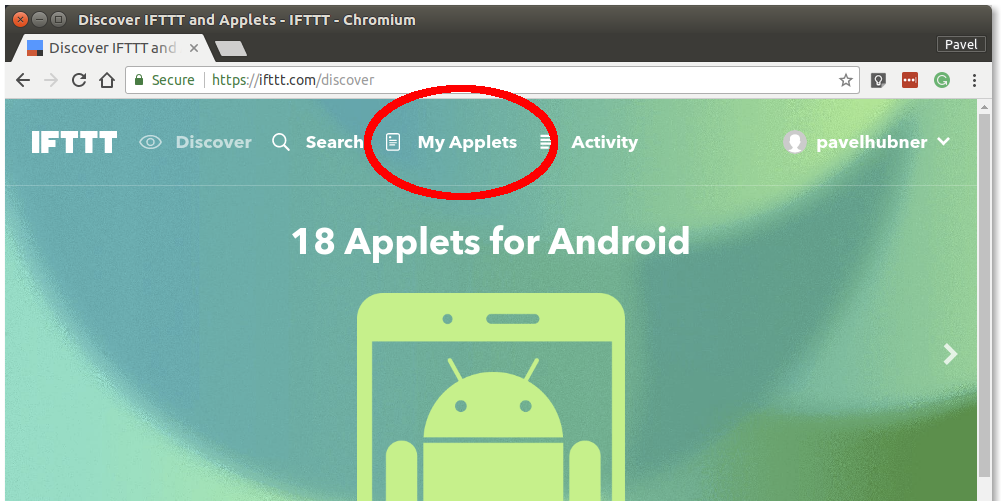 Discover IFTTT and Applets - IFTTT - Chromium
Discover IFTTT and
Pavel
Secure https://ifttt.com/discover
IFTTT Discover Search My Applets Activity pavelhubner
18 Applets for Android